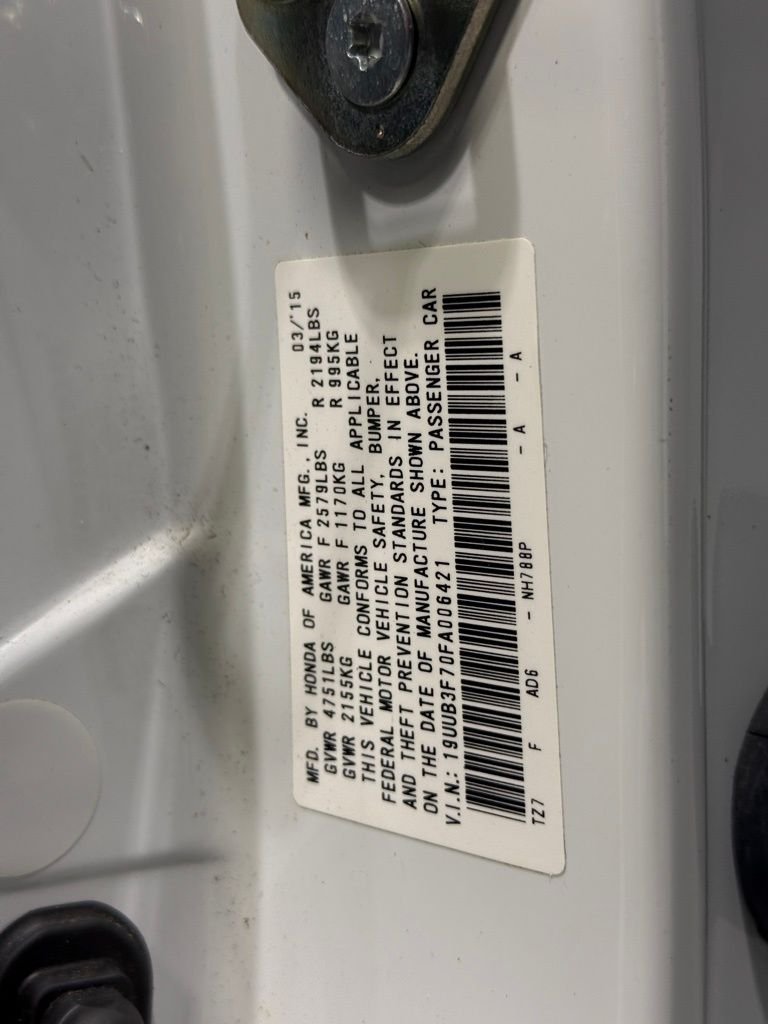 MFD. BY HONDA OF AMERICA MFG., INC. 03/'15
GVWR 4751LBS GAWR F 2579LBS R 2194LBS
GVWR 2155KG GAWR F 1170KG R 995KG
THIS VEHICLE CONFORMS TO ALL APPLICABLE
FEDERAL MOTOR VEHICLE SAFETY, BUMPER,
AND THEFT PREVENTION STANDARDS IN EFFECT
ON THE DATE OF MANUFACTURE SHOWN ABOVE.
V.I.N.: 19UUB3F70FA006421 TYPE: PASSENGER CAR
TZ7 F AD6 - NH788P - A - A